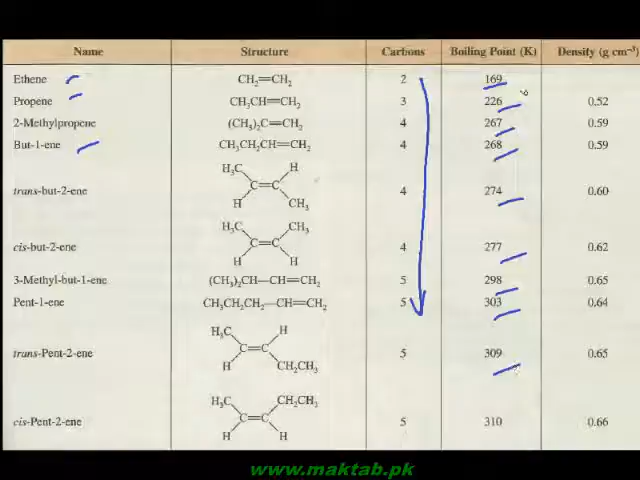 Name Structure Carbons Boiling Point (K) Density (g cm⁻³)
Ethene CH₂=CH₂ 2 169
Propene CH₃CH=CH₂ 3 226 0.52
2-Methylpropene (CH₃)₂C=CH₂ 4 267 0.59
But-1-ene CH₃CH₂CH=CH₂ 4 268 0.59
H₃C H
trans-but-2-ene C=C 4 274 0.60
H CH₃
H₃C CH₃
cis-but-2-ene C=C 4 277 0.62
H H
3-Methyl-but-1-ene (CH₃)₂CH—CH=CH₂ 5 298 0.65
Pent-1-ene CH₃CH₂CH₂—CH=CH₂ 5 303 0.64
H₃C H
trans-Pent-2-ene C=C 5 309 0.65
H CH₂CH₃
H₃C CH₂CH₃
cis-Pent-2-ene C=C 5 310 0.66
H H
www.maktab.pk